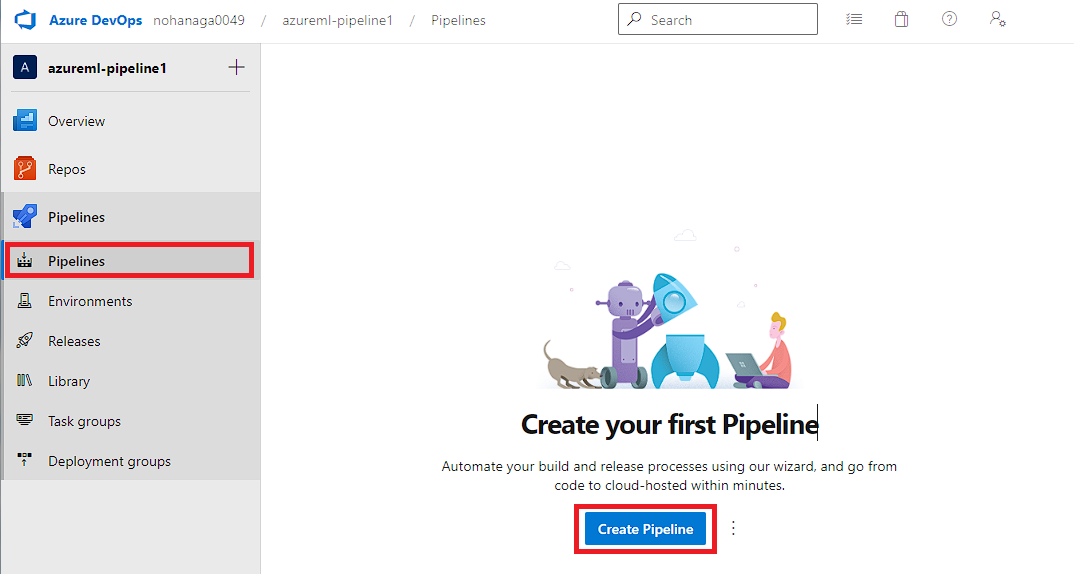 Azure DevOps nohanaga0049 / azureml-pipeline1 / Pipelines
Search
A azureml-pipeline1
Overview
Repos
Pipelines
Pipelines
Environments
Releases
Library
Task groups
Deployment groups
Create your first Pipeline
Automate your build and release processes using our wizard, and go from
code to cloud-hosted within minutes.
Create Pipeline